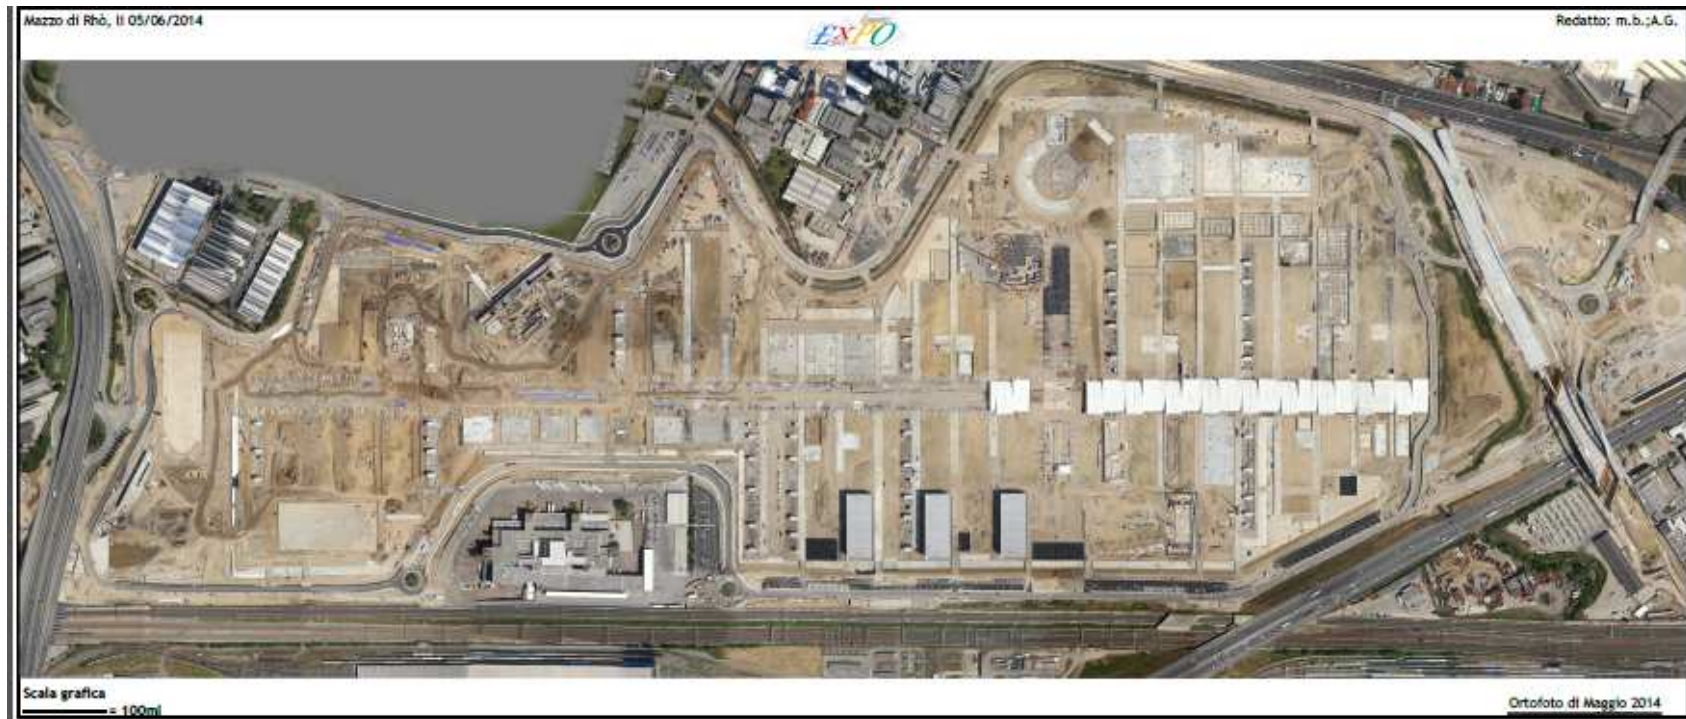 Mazzo di Rhò, li 05/06/2014
EXPO
Redatto: m.b.;A.G.
Scala grafica
= 100ml
Ortofoto di Maggio 2014